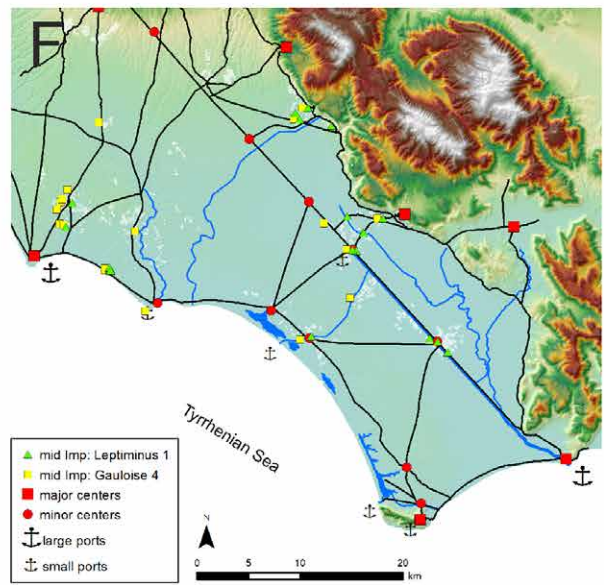 F
Tyrrhenian Sea
mid Imp: Leptiminus 1
mid Imp: Gauloise 4
major centers
minor centers
large ports
small ports
N
0 5 10 20
km